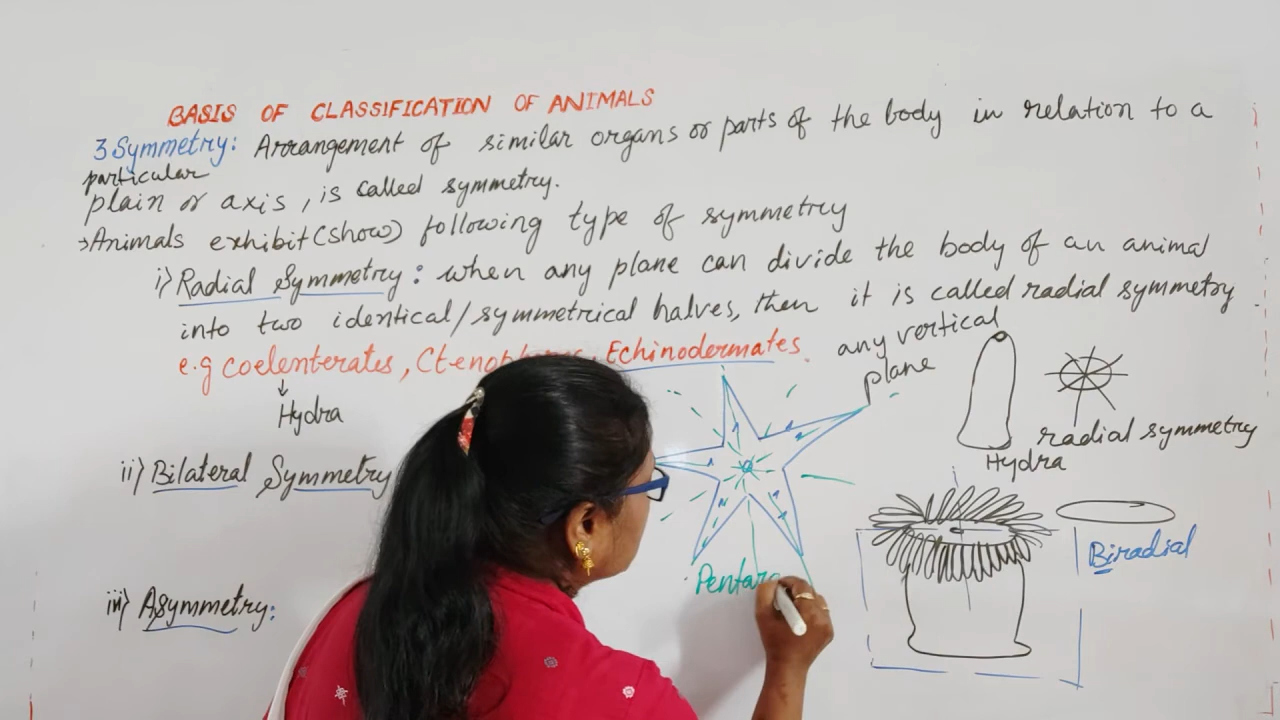 BASIS OF CLASSIFICATION OF ANIMALS
3 Symmetry: Arrangement of similar organs or parts of the body in relation to a
particular
plain or axis, is called symmetry.
→Animals exhibit (show) following type of symmetry
i) Radial Symmetry: when any plane can divide the body of an animal
into two identical/symmetrical halves, then it is called radial symmetry
e.g coelenterates, Echinodermates.
any vertical
plane
↓
Hydra
radial symmetry
Hydra
ii) Bilateral Symmetry
Biradial
Pentara
iii) Asymmetry: